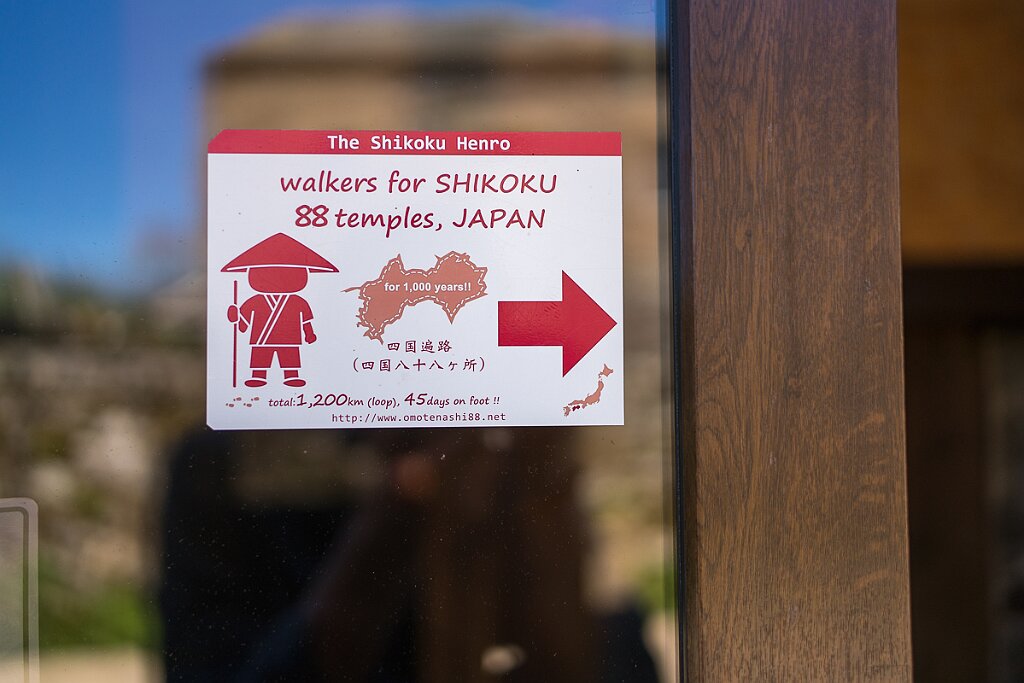 The Shikoku Henro
walkers for SHIKOKU
88 temples, JAPAN
for 1,000 years!!
四国遍路
(四国八十八ヶ所)
total:1,200km (loop), 45days on foot !!
http://www.omotenashi88.net